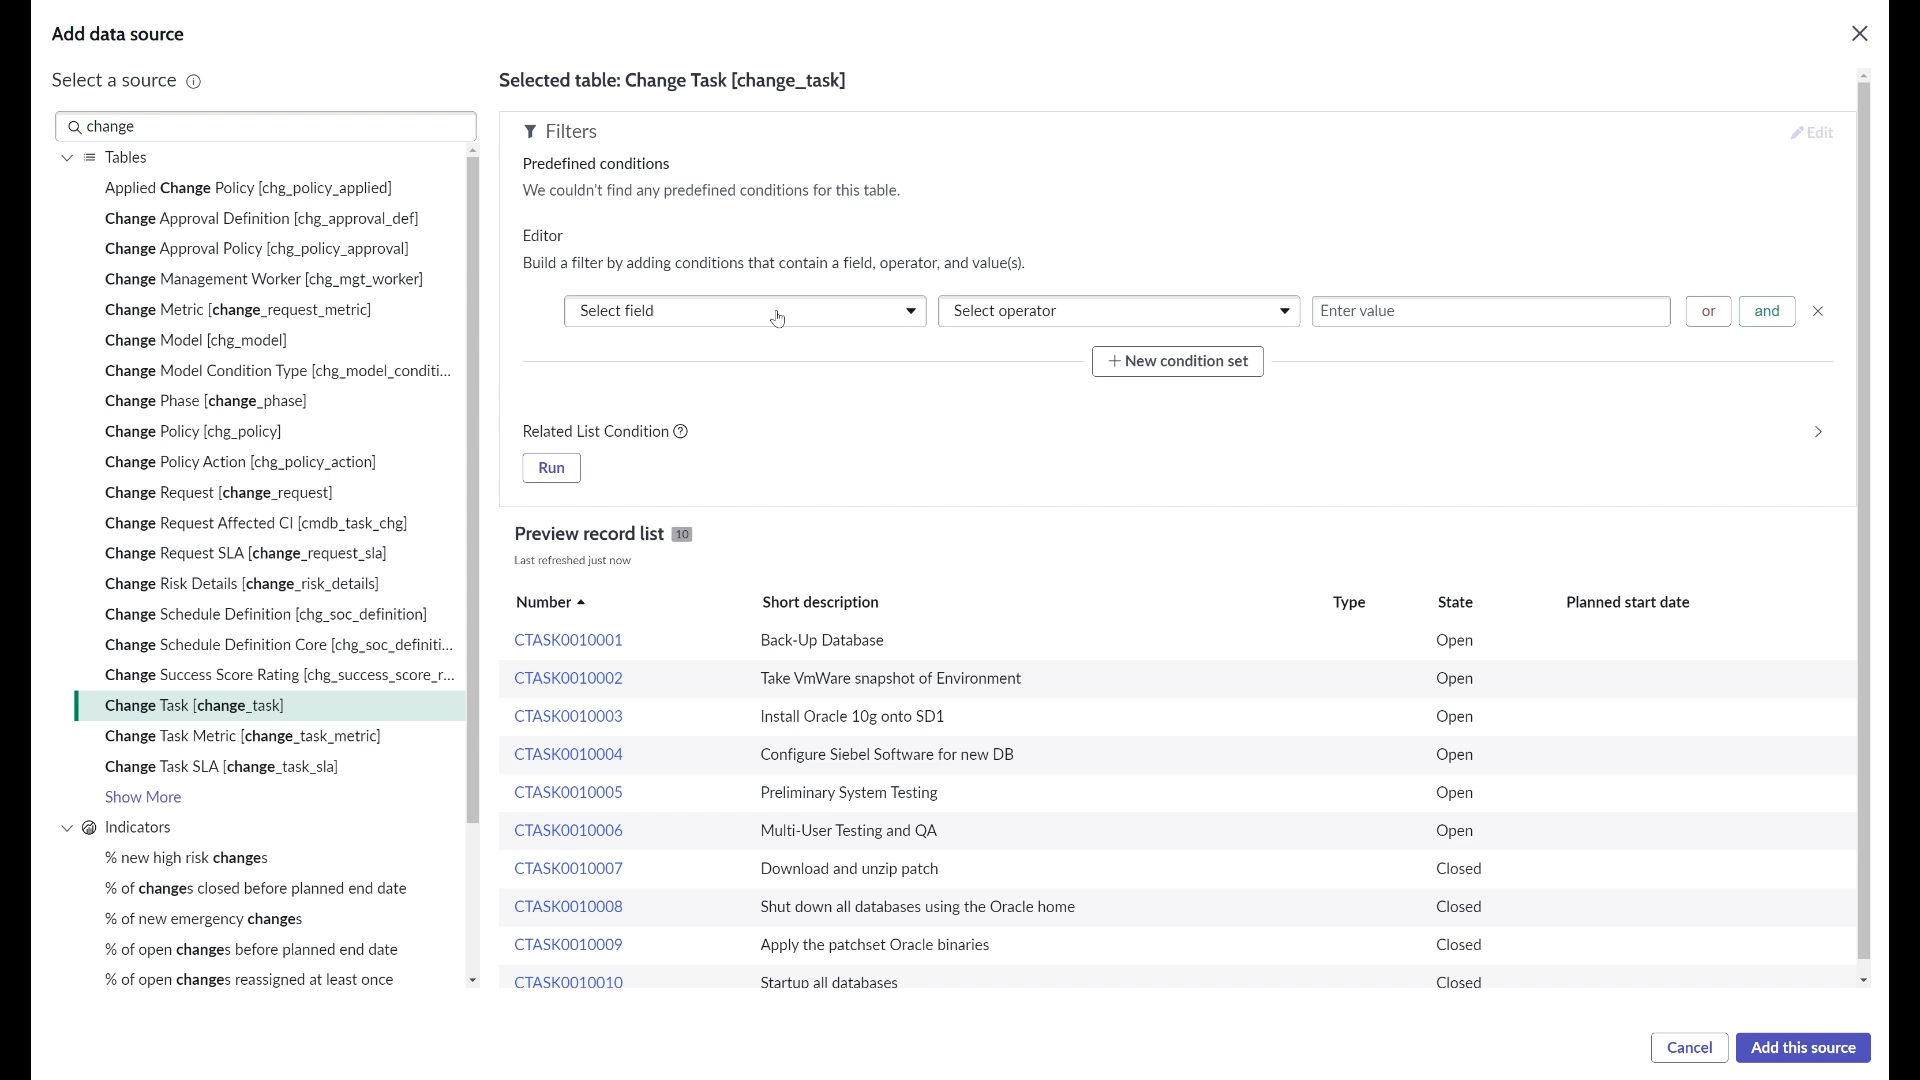 Add data source
Select a source
change
Tables
Applied Change Policy [chg_policy_applied]
Change Approval Definition [chg_approval_def]
Change Approval Policy [chg_policy_approval]
Change Management Worker [chg_mgt_worker]
Change Metric [change_request_metric]
Change Model [chg_model]
Change Model Condition Type [chg_model_conditi...
Change Phase [change_phase]
Change Policy [chg_policy]
Change Policy Action [chg_policy_action]
Change Request [change_request]
Change Request Affected CI [cmdb_task_chg]
Change Request SLA [change_request_sla]
Change Risk Details [change_risk_details]
Change Schedule Definition [chg_soc_definition]
Change Schedule Definition Core [chg_soc_definiti...
Change Success Score Rating [chg_success_score_r...
Change Task [change_task]
Change Task Metric [change_task_metric]
Change Task SLA [change_task_sla]
Show More
Indicators
% new high risk changes
% of changes closed before planned end date
% of new emergency changes
% of open changes before planned end date
% of open changes reassigned at least once
Selected table: Change Task [change_task]
Filters Edit
Predefined conditions
We couldn't find any predefined conditions for this table.
Editor
Build a filter by adding conditions that contain a field, operator, and value(s).
Select field Select operator Enter value or and
New condition set
Related List Condition
Run
Preview record list 10
Last refreshed just now
Number Short description Type State Planned start date
CTASK0010001 Back-Up Database Open
CTASK0010002 Take VmWare snapshot of Environment Open
CTASK0010003 Install Oracle 10g onto SD1 Open
CTASK0010004 Configure Siebel Software for new DB Open
CTASK0010005 Preliminary System Testing Open
CTASK0010006 Multi-User Testing and QA Open
CTASK0010007 Download and unzip patch Closed
CTASK0010008 Shut down all databases using the Oracle home Closed
CTASK0010009 Apply the patchset Oracle binaries Closed
CTASK0010010 Startup all databases Closed
Cancel Add this source